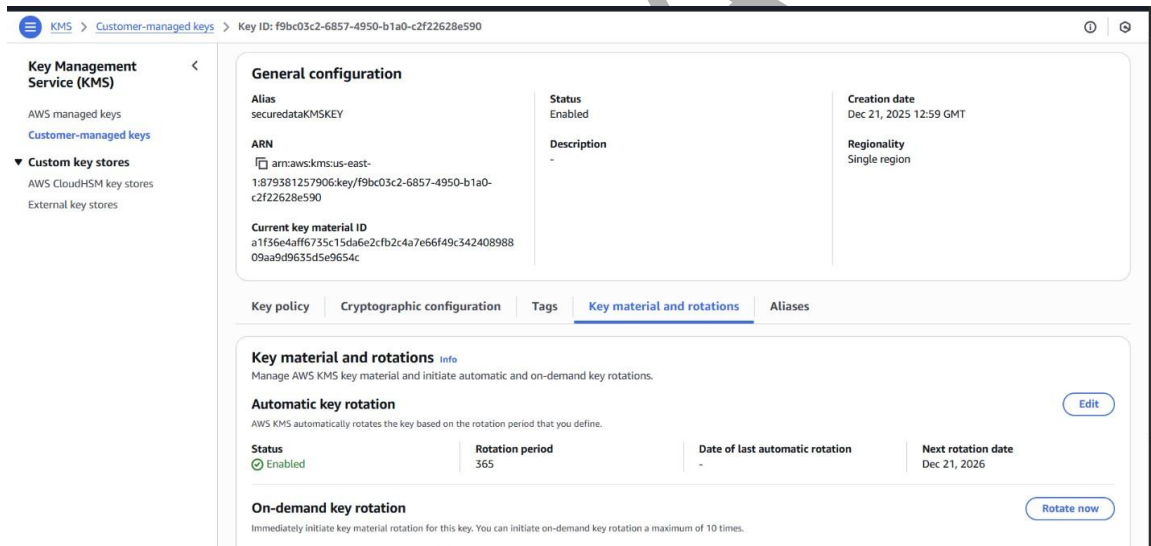 KMS > Customer-managed keys > Key ID: f9bc03c2-6857-4950-b1a0-c2f22628e590
Key Management
Service (KMS)
AWS managed keys
Customer-managed keys
Custom key stores
AWS CloudHSM key stores
External key stores
General configuration
Alias
securedataKMSKEY
Status
Enabled
Creation date
Dec 21, 2025 12:59 GMT
ARN
arn:aws:kms:us-east-
1:879381257906:key/f9bc03c2-6857-4950-b1a0-
c2f22628e590
Description
-
Regionality
Single region
Current key material ID
a1f36e4aff6735c15da6e2cfb2c4a7e66f49c342408988
09aa9d9635d5e9654c
Key policy
Cryptographic configuration
Tags
Key material and rotations
Aliases
Key material and rotations Info
Manage AWS KMS key material and initiate automatic and on-demand key rotations.
Automatic key rotation
Edit
AWS KMS automatically rotates the key based on the rotation period that you define.
Status
Enabled
Rotation period
365
Date of last automatic rotation
-
Next rotation date
Dec 21, 2026
On-demand key rotation
Rotate now
Immediately initiate key material rotation for this key. You can initiate on-demand key rotation a maximum of 10 times.